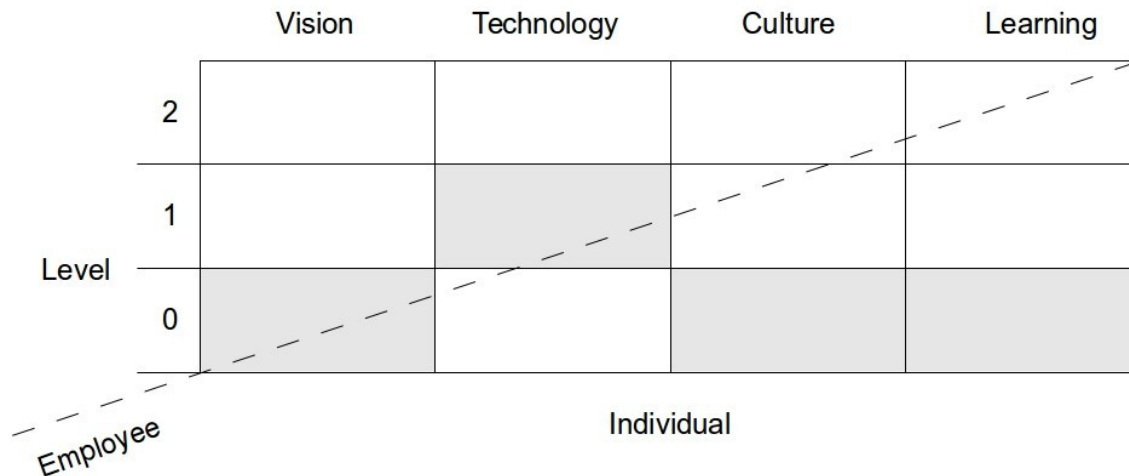 Vision Technology Culture Learning
2
1
Level
0
Employee
Individual